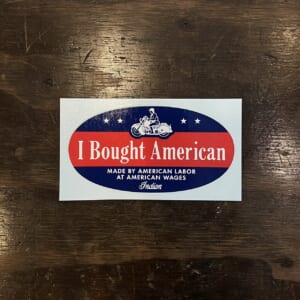 I Bought American
MADE BY AMERICAN LABOR
AT AMERICAN WAGES
Indian